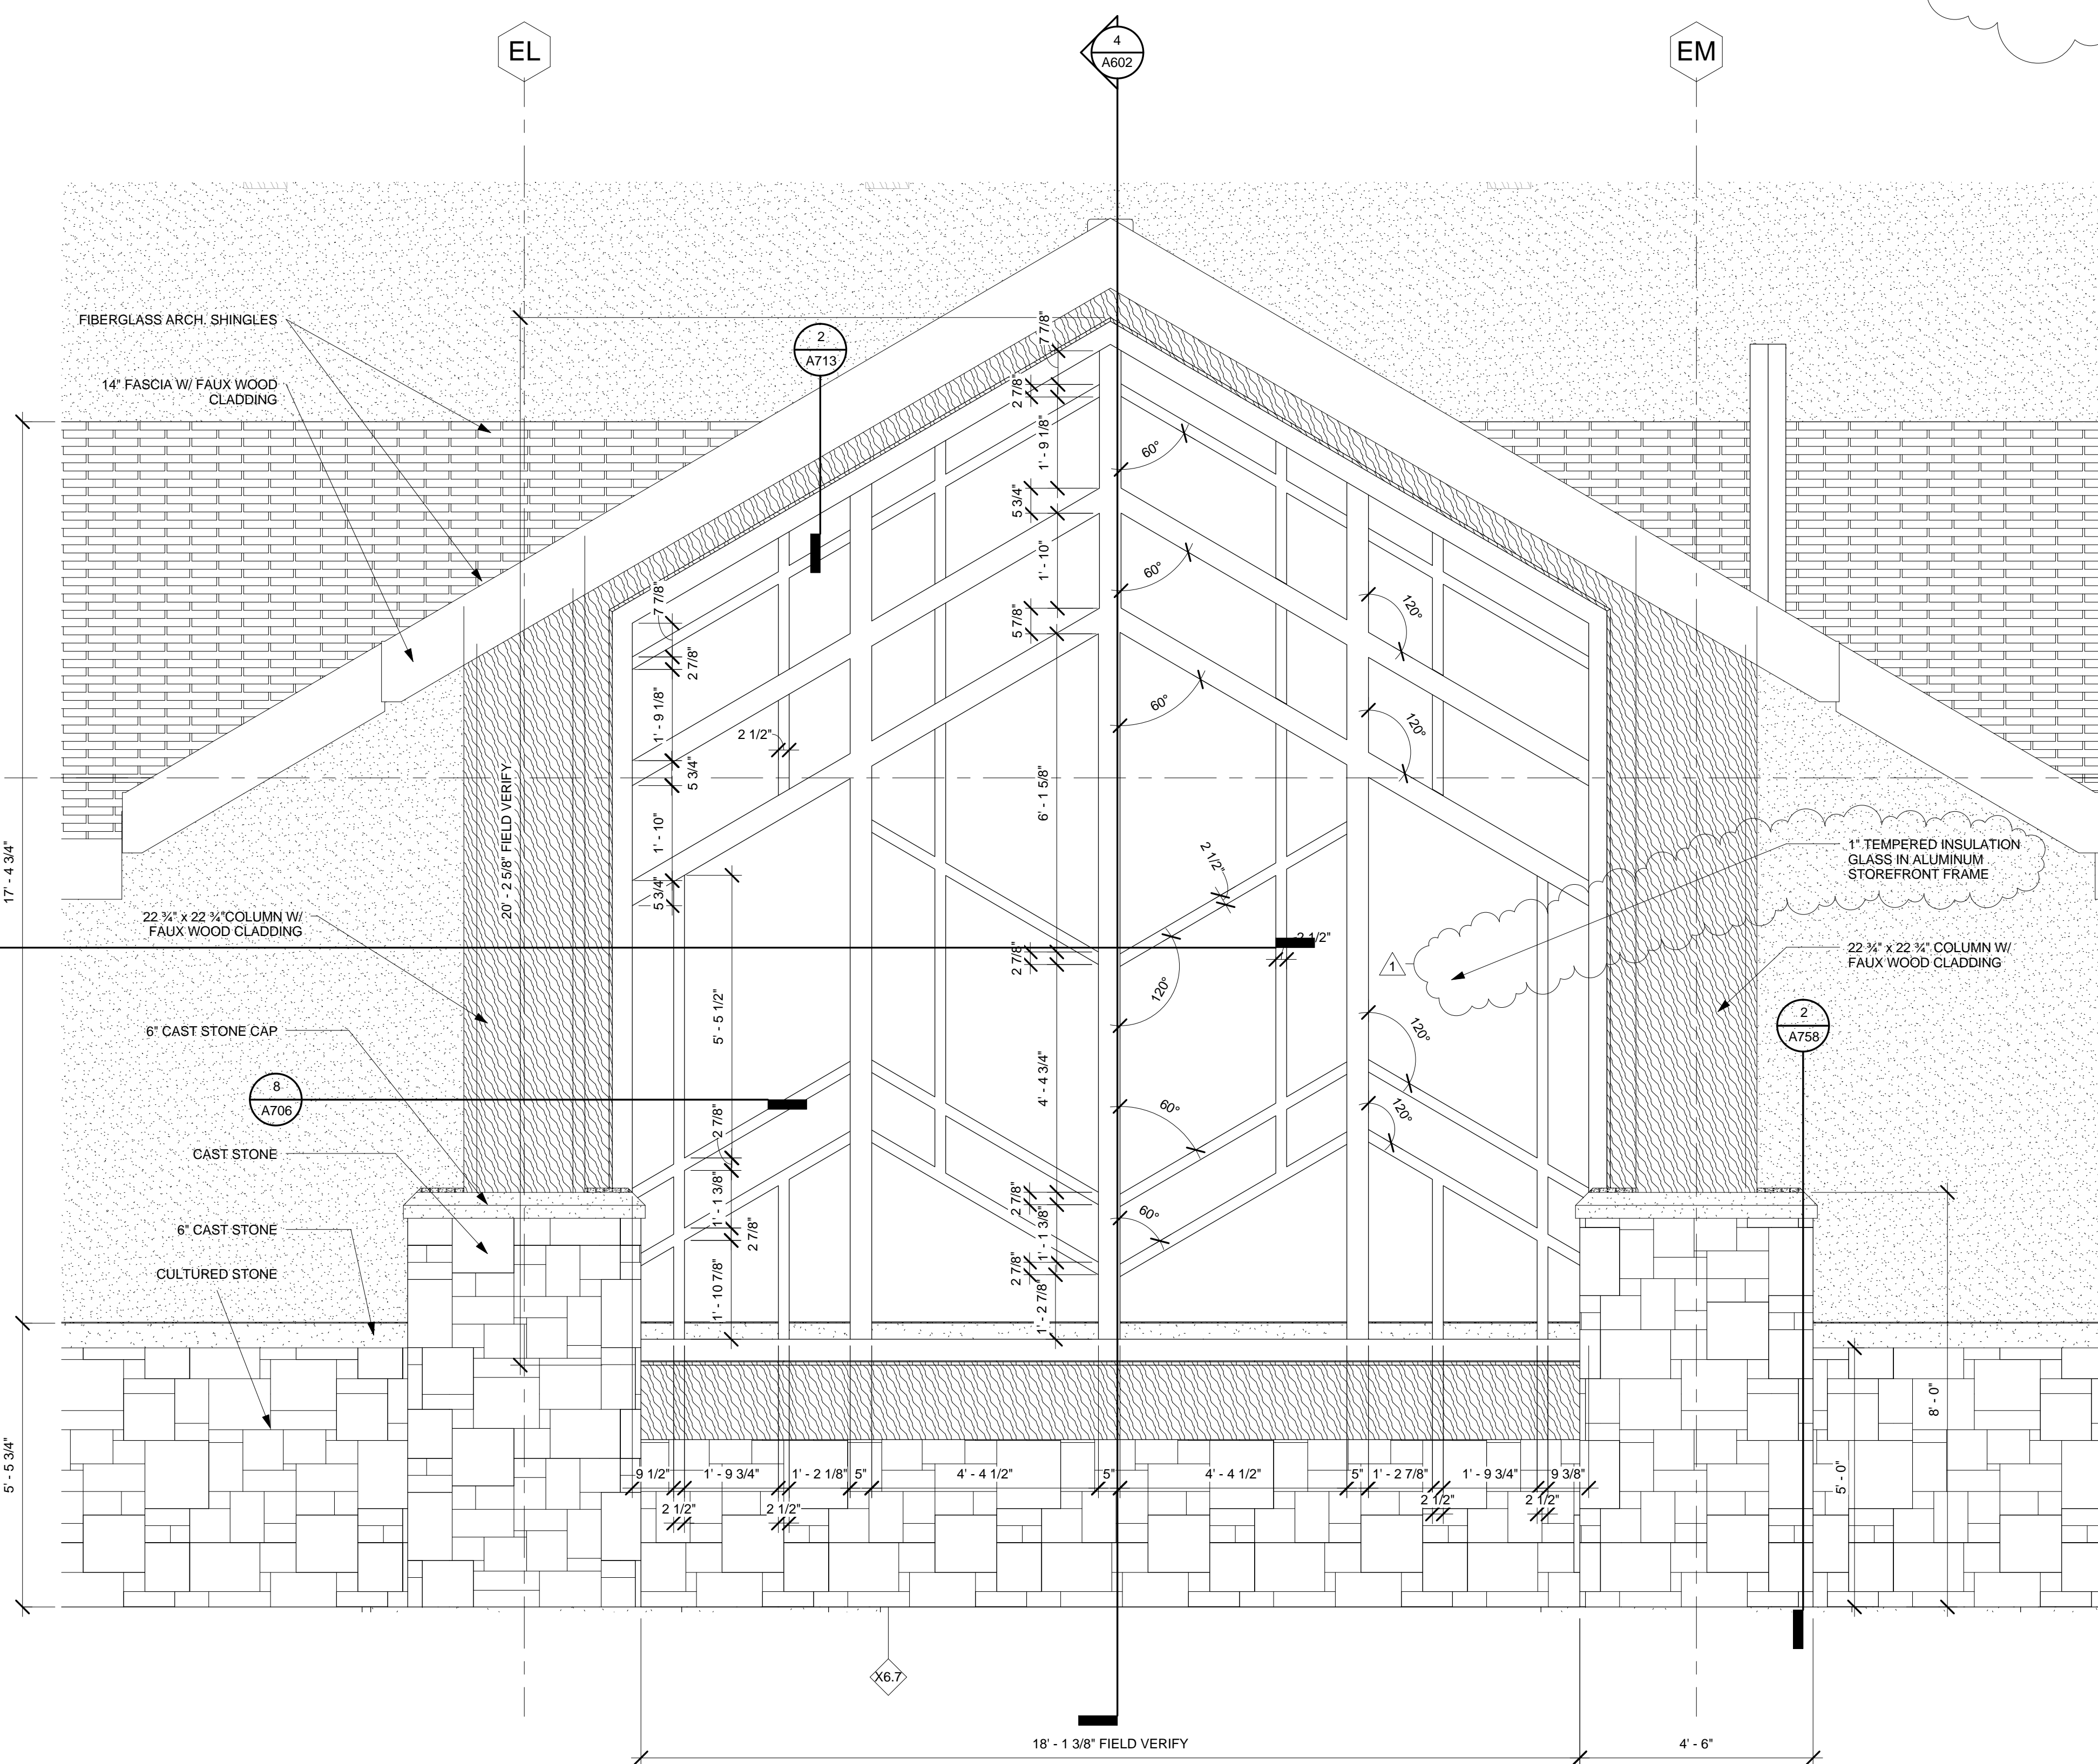 EL
4
A602
EM
FIBERGLASS ARCH. SHINGLES
14" FASCIA W/ FAUX WOOD
CLADDING
2
A713
7 7/8"
2 7/8"
1' - 9 1/8"
5 3/4"
1' - 10"
5 7/8"
6' - 1 5/8"
2 7/8"
4' - 4 3/4"
2 7/8"
1' - 1 3/8"
2 7/8"
1' - 2 7/8"
60°
60°
60°
120°
60°
60°
120°
120°
120°
120°
2 1/2"
2 1/2"
7 7/8"
2 7/8"
1' - 9 1/8"
5 3/4"
1' - 10"
5 3/4"
2 1/2"
5' - 5 1/2"
2 7/8"
1' - 1 3/8"
2 7/8"
1' - 10 7/8"
20' - 2 5/8" FIELD VERIFY
17' - 4 3/4"
5' - 5 3/4"
22 ¾" x 22 ¾"COLUMN W/
FAUX WOOD CLADDING
6" CAST STONE CAP
8
A706
CAST STONE
6" CAST STONE
CULTURED STONE
1" TEMPERED INSULATION
GLASS IN ALUMINUM
STOREFRONT FRAME
1
22 ¾" x 22 ¾" COLUMN W/
FAUX WOOD CLADDING
2
A758
8' - 0"
5' - 0"
9 1/2"
1' - 9 3/4"
1' - 2 1/8"
5"
4' - 4 1/2"
5"
4' - 4 1/2"
5"
1' - 2 7/8"
1' - 9 3/4"
9 3/8"
2 1/2"
2 1/2"
2 1/2"
2 1/2"
X6.7
18' - 1 3/8" FIELD VERIFY
4' - 6"